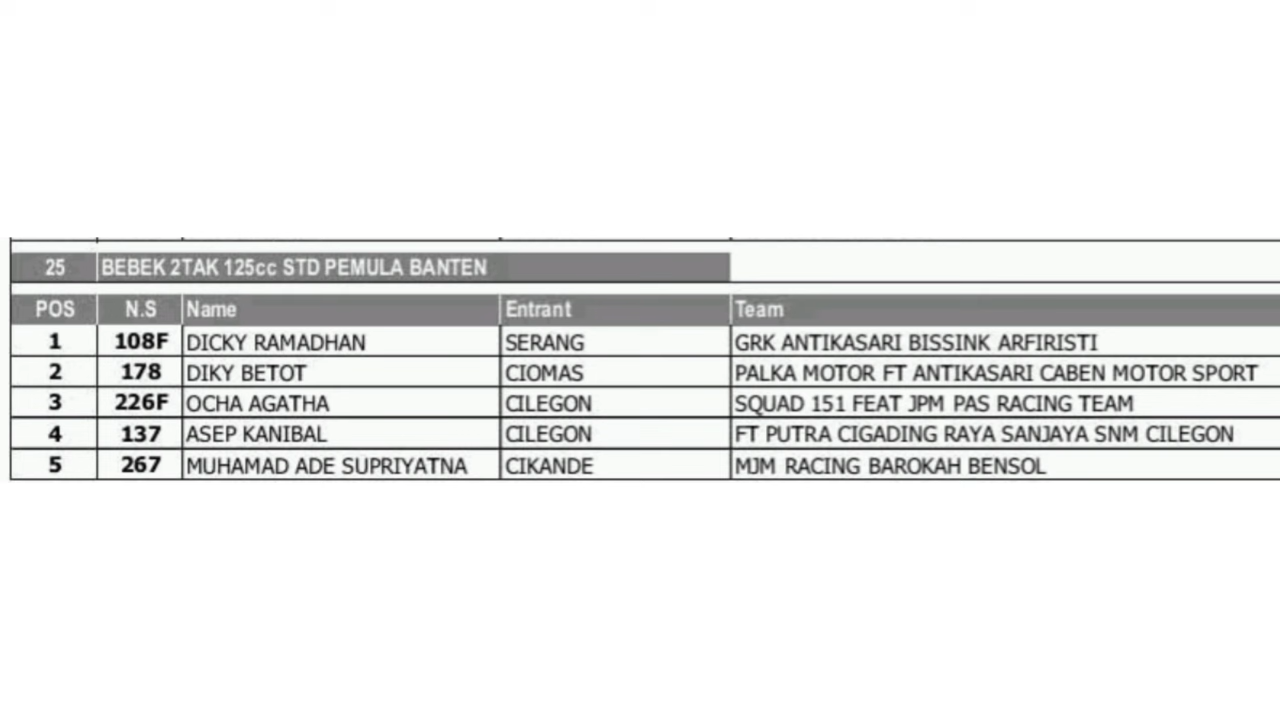 25 BEBEK 2TAK 125cc STD PEMULA BANTEN
POS N.S Name Entrant Team
1 108F DICKY RAMADHAN SERANG GRK ANTIKASARI BISSINK ARFIRISTI
2 178 DIKY BETOT CIOMAS PALKA MOTOR FT ANTIKASARI CABEN MOTOR SPORT
3 226F OCHA AGATHA CILEGON SQUAD 151 FEAT JPM PAS RACING TEAM
4 137 ASEP KANIBAL CILEGON FT PUTRA CIGADING RAYA SANJAYA SNM CILEGON
5 267 MUHAMAD ADE SUPRIYATNA CIKANDE MJM RACING BAROKAH BENSOL